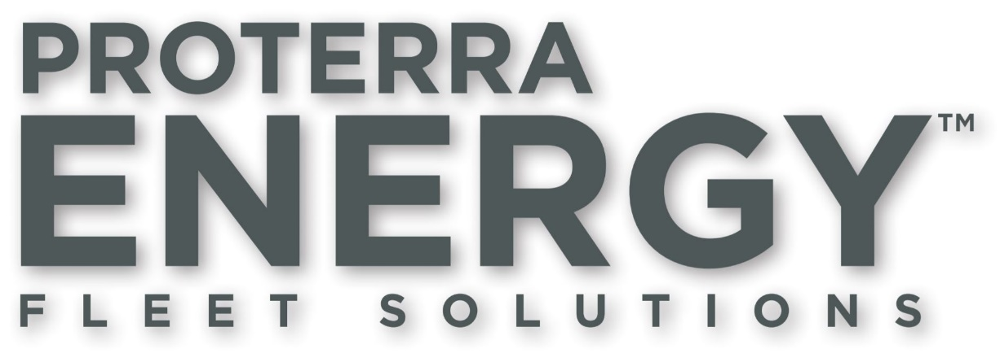 PROTERRA
ENERGY™
FLEET SOLUTIONS